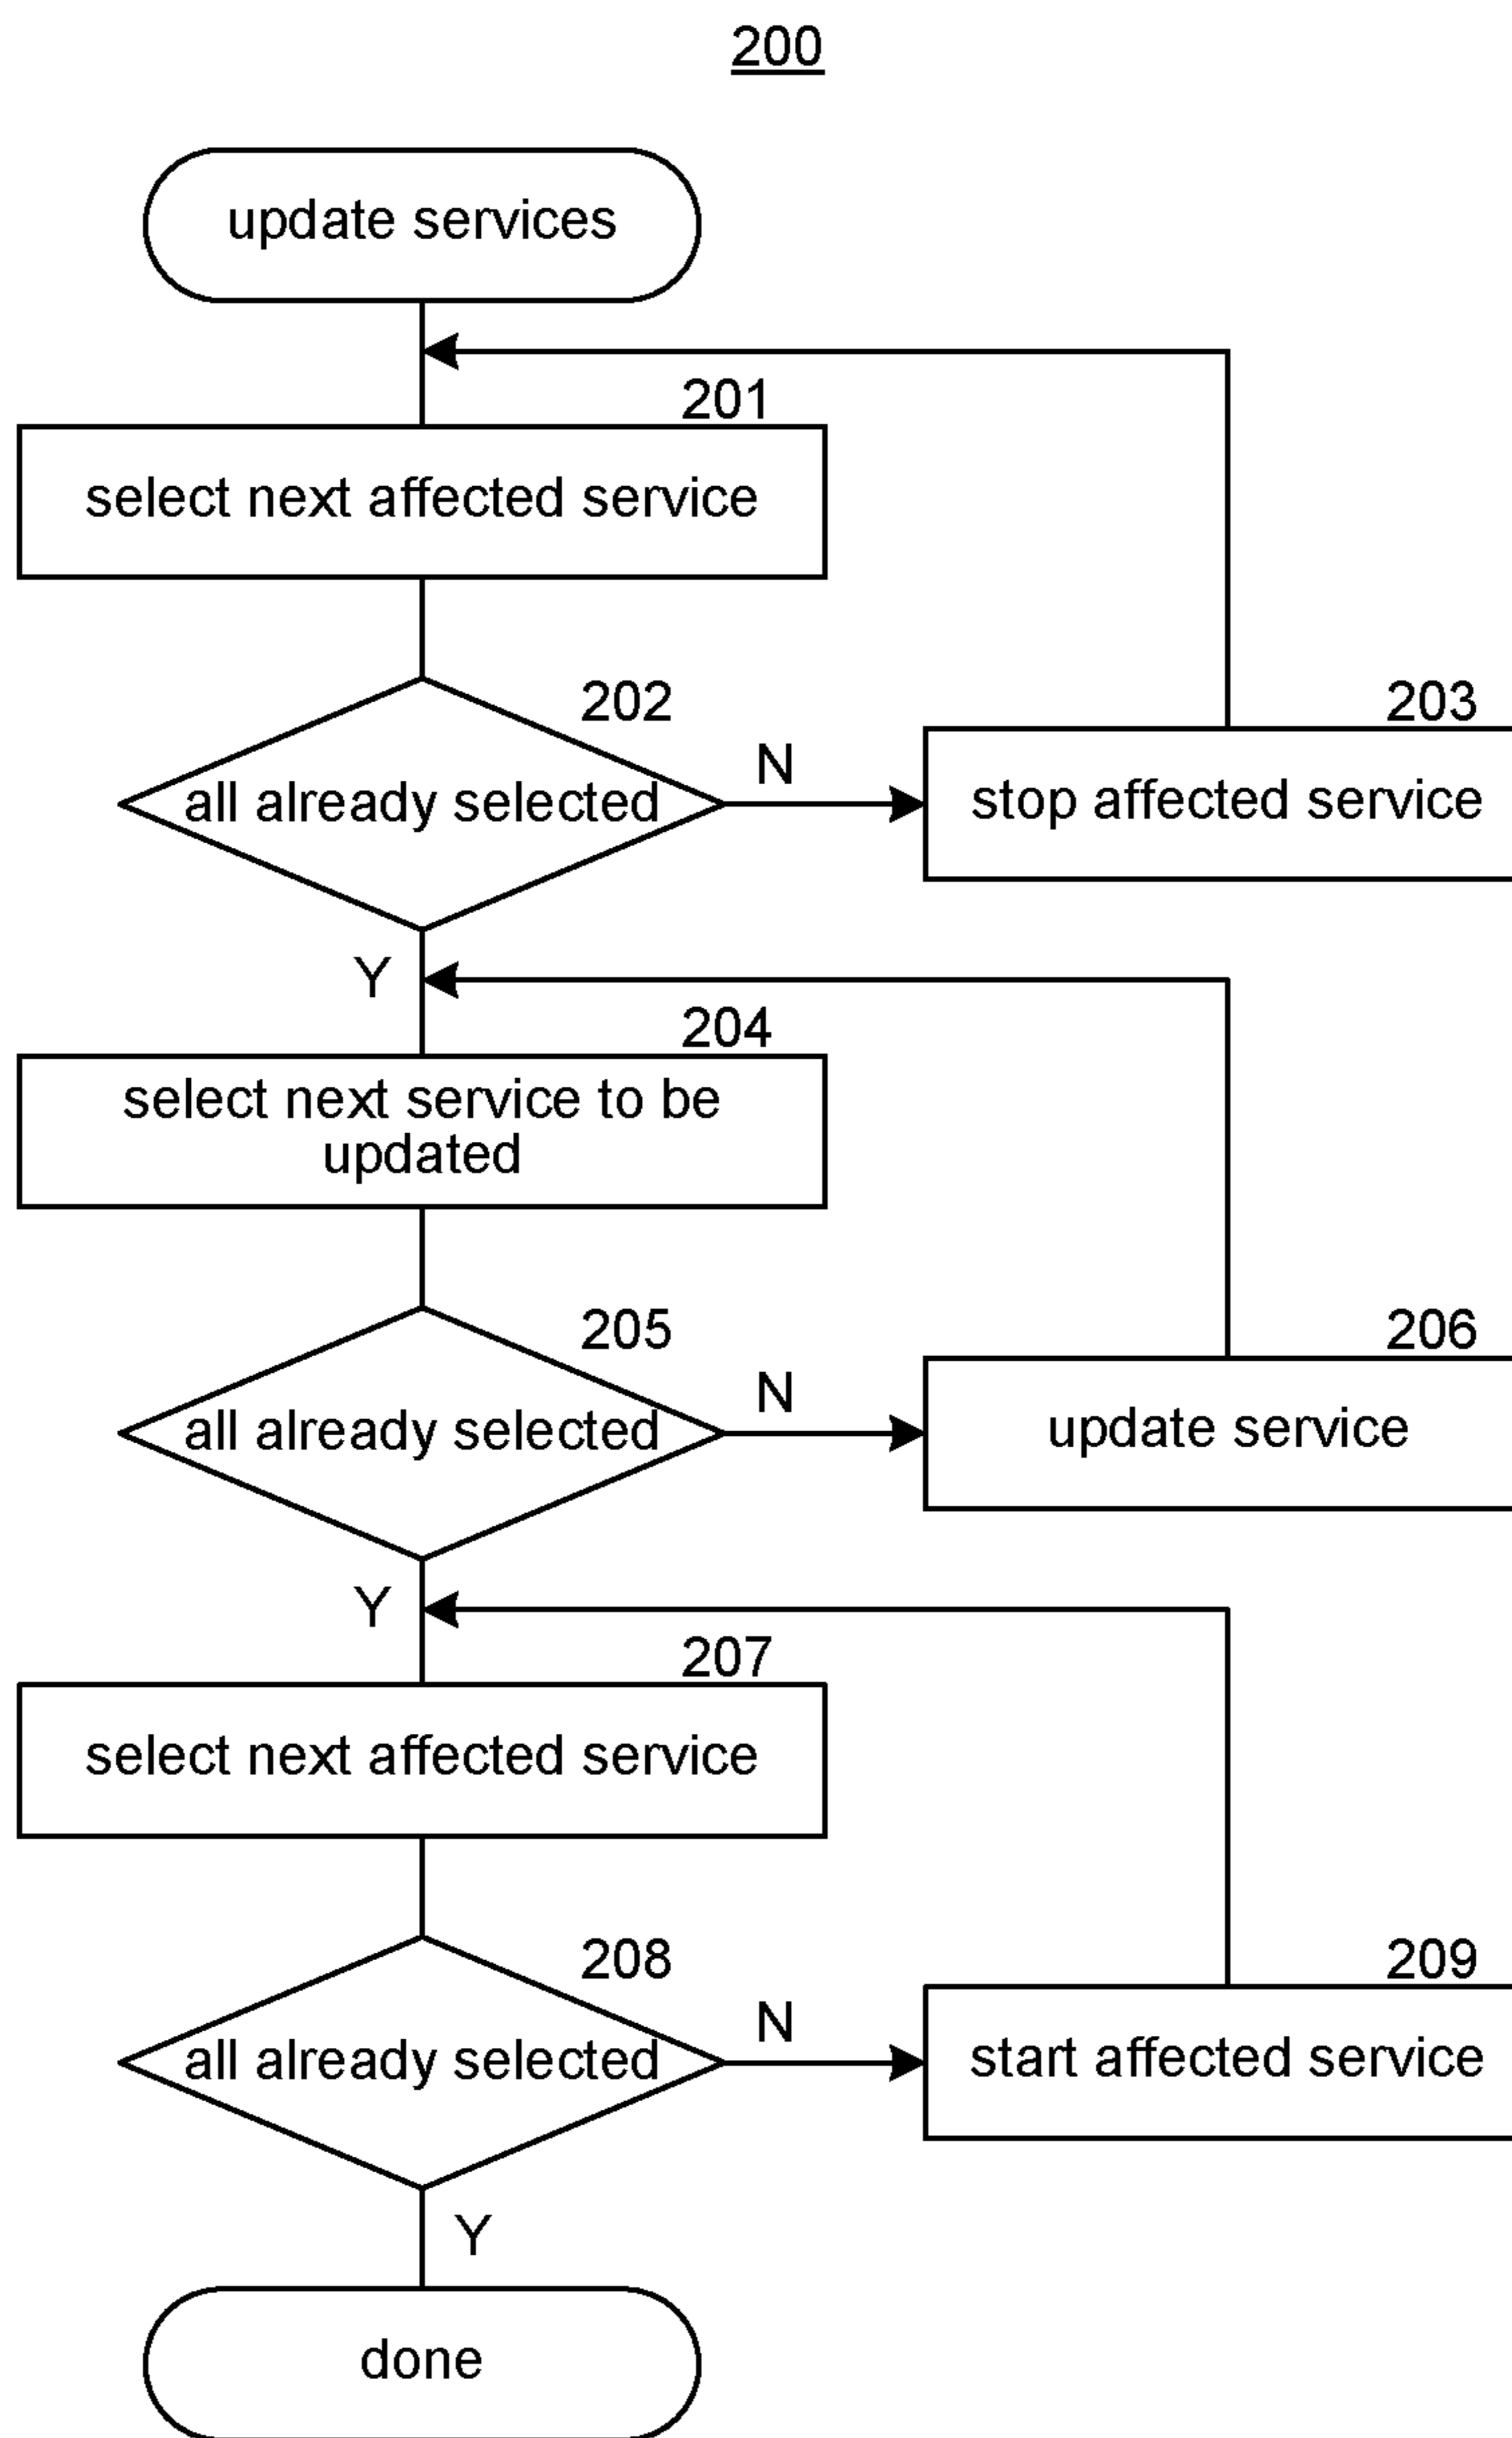 200
update services
201
select next affected service
202
all already selected
N
203
stop affected service
Y
204
select next service to be
updated
205
all already selected
N
206
update service
Y
207
select next affected service
208
all already selected
N
209
start affected service
Y
done